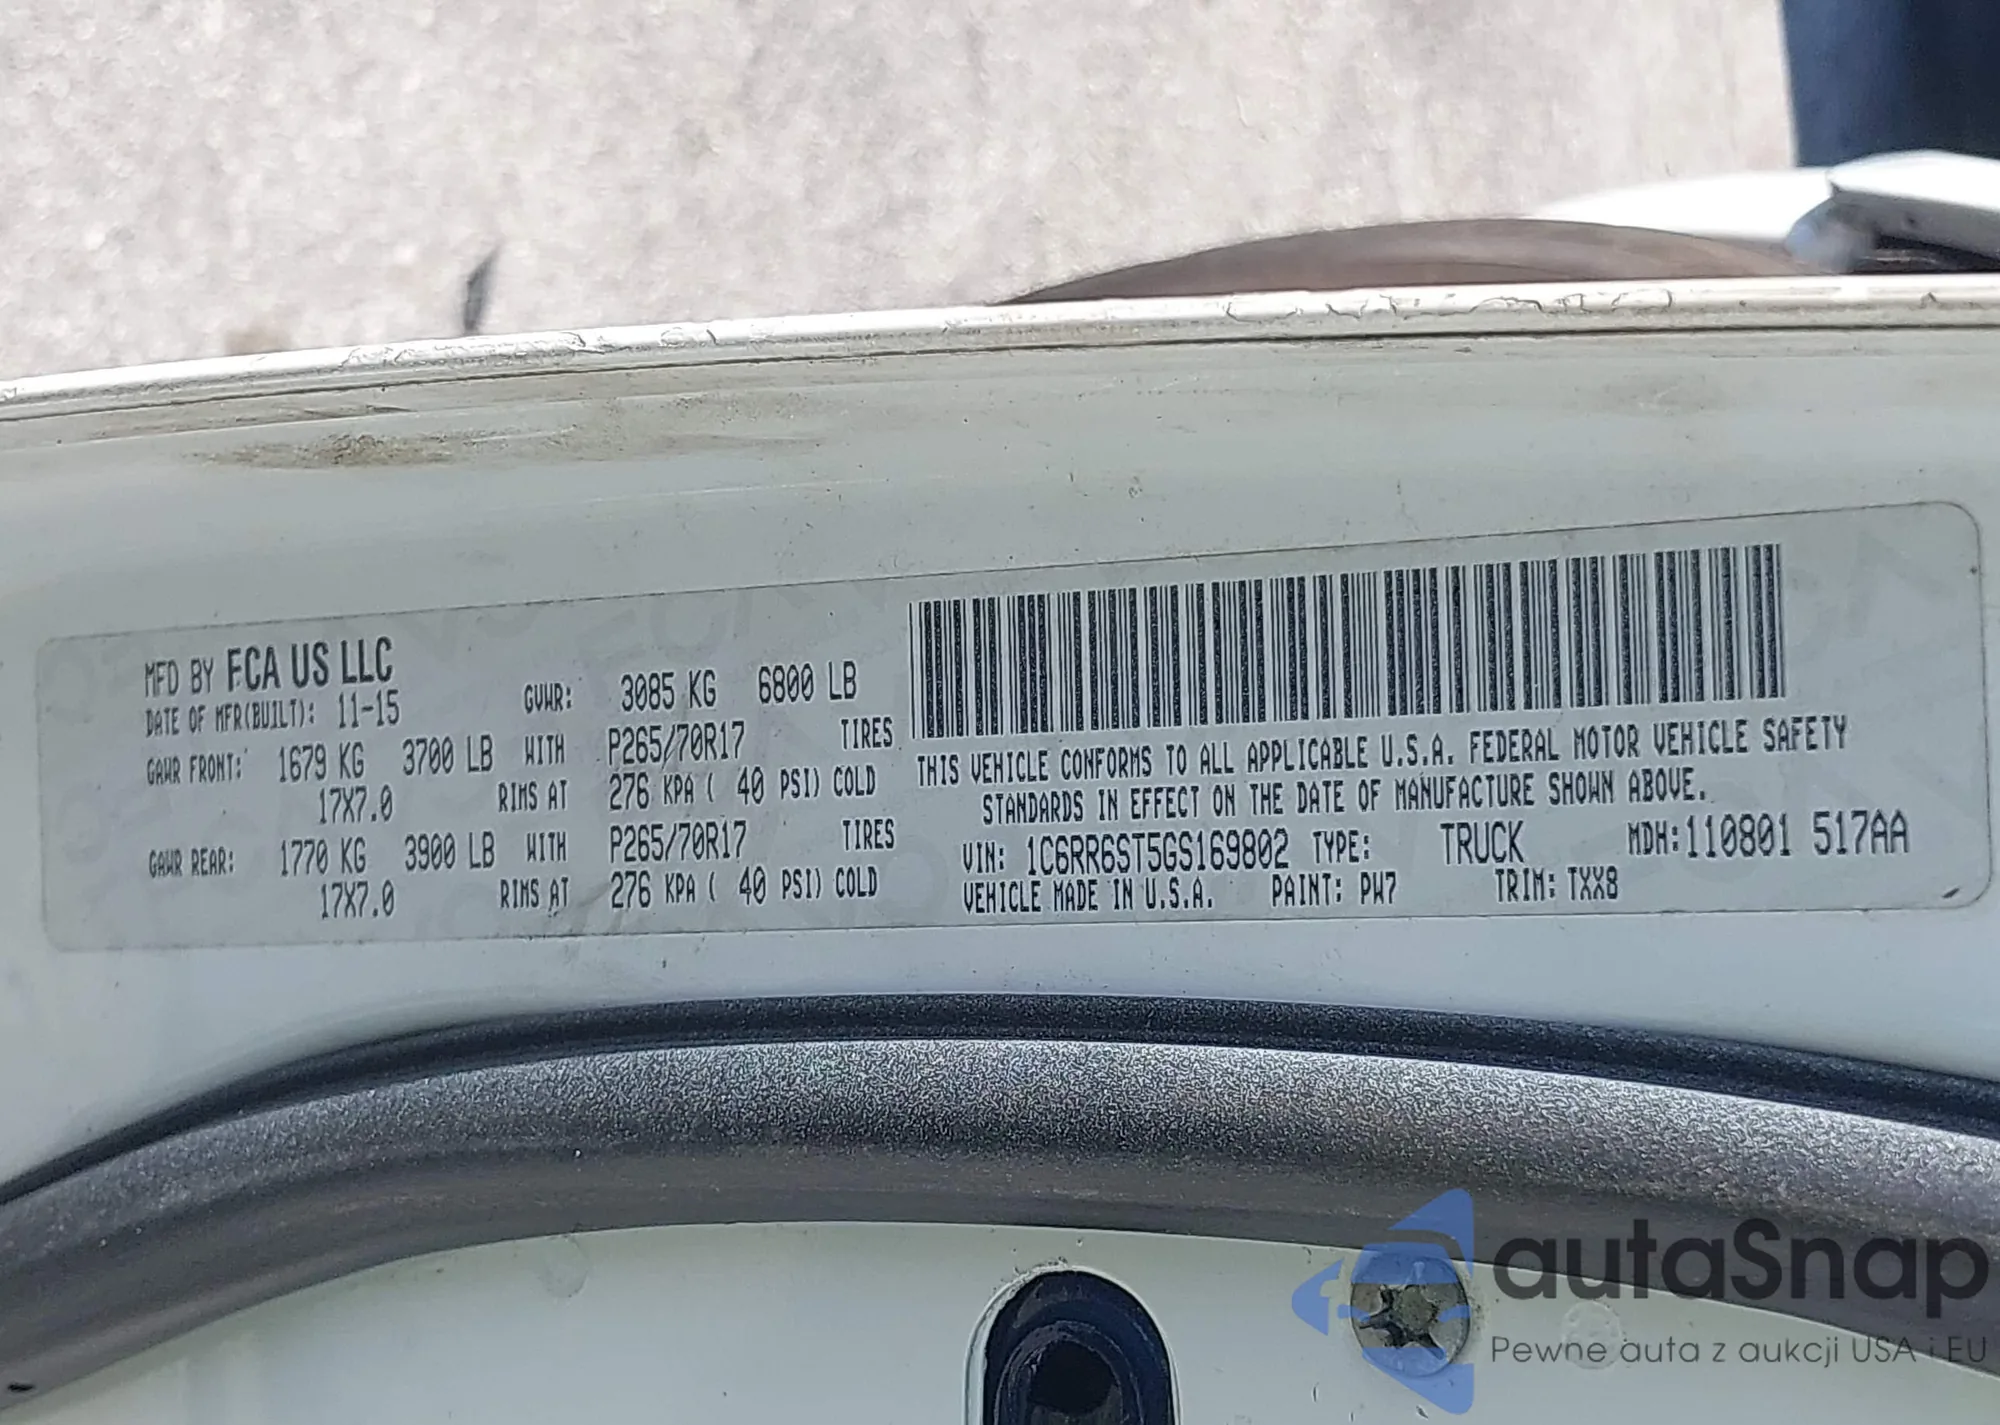 MFD BY FCA US LLC
DATE OF MFR(BUILT): 11-15 GVWR: 3085 KG 6800 LB
GAWR FRONT: 1679 KG 3700 LB WITH P265/70R17 TIRES
17X7.0 RIMS AT 276 KPA ( 40 PSI) COLD
GAWR REAR: 1770 KG 3900 LB WITH P265/70R17 TIRES
17X7.0 RIMS AT 276 KPA ( 40 PSI) COLD
THIS VEHICLE CONFORMS TO ALL APPLICABLE U.S.A. FEDERAL MOTOR VEHICLE SAFETY
STANDARDS IN EFFECT ON THE DATE OF MANUFACTURE SHOWN ABOVE.
VIN: 1C6RR6ST5GS169802 TYPE: TRUCK MDH:110801 517AA
VEHICLE MADE IN U.S.A. PAINT: PW7 TRIM: TXX8
autaSnap
Pewne auta z aukcji USA i EU